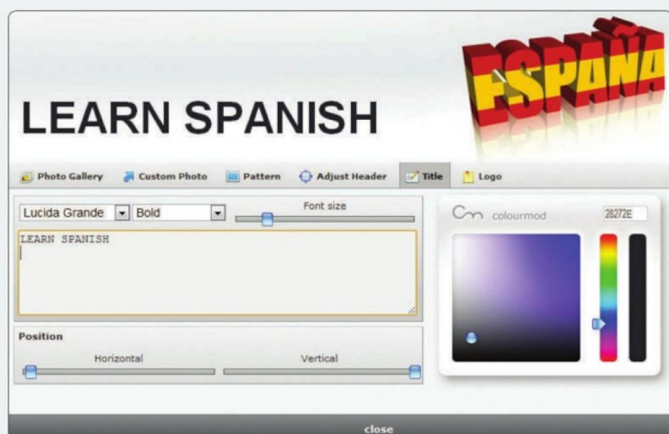 ESPAÑA
LEARN SPANISH
Photo Gallery Custom Photo Pattern Adjust Header Title Logo
Lucida Grande Bold Font size
Cm colourmod 28272E
LEARN SPANISH
Position
Horizontal Vertical
close